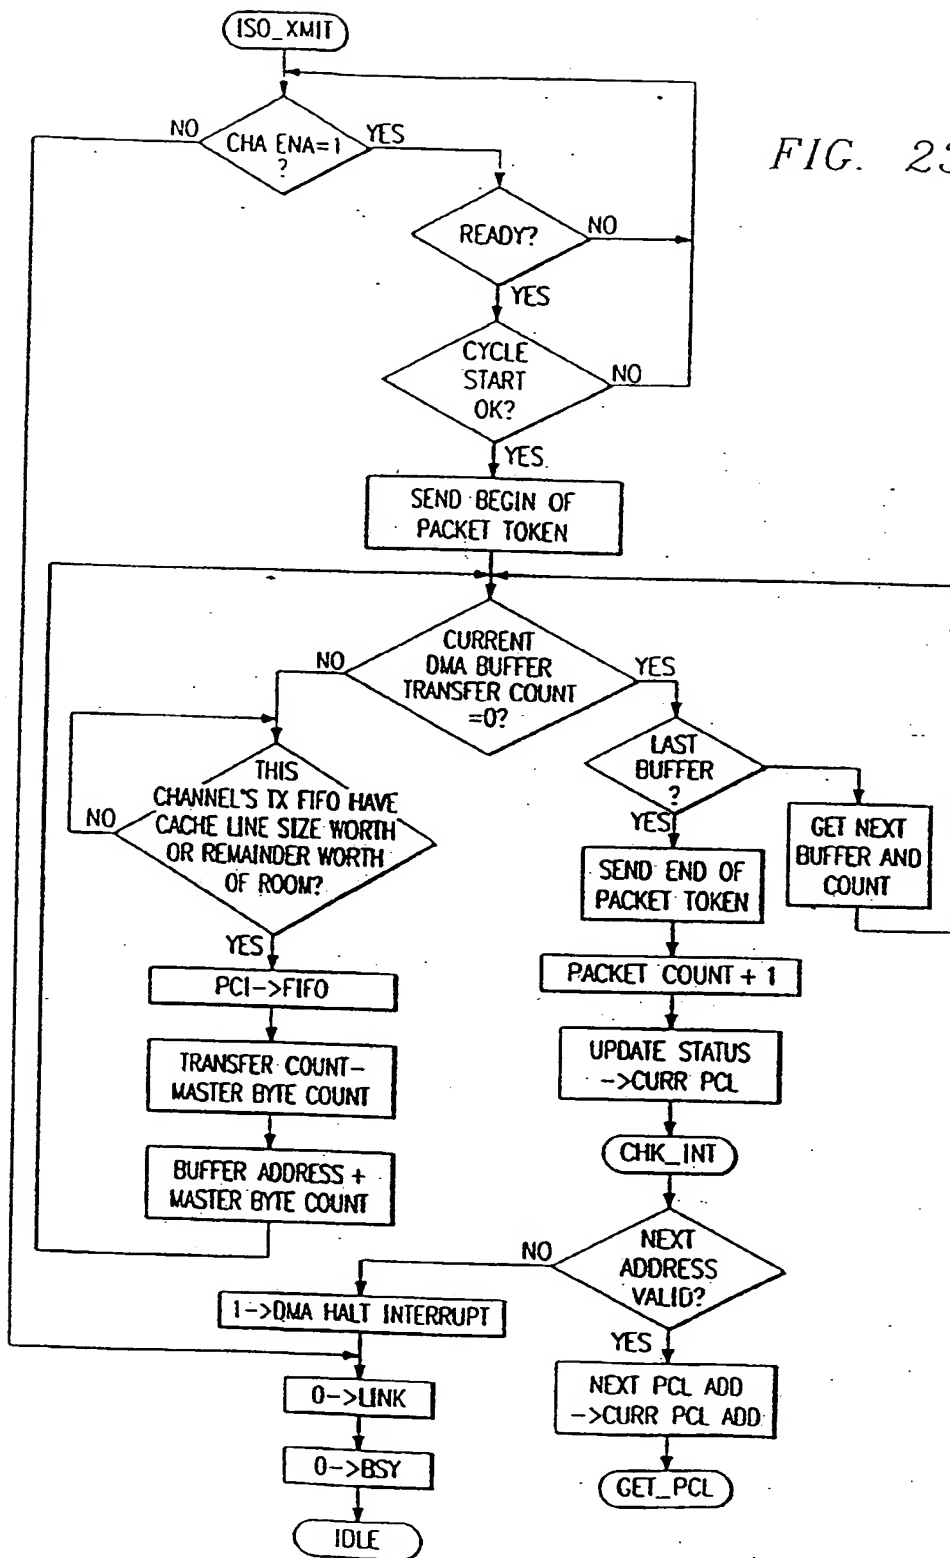 ISO_XMIT
NO
CHA ENA=1
?
YES
FIG. 23
READY?
NO
YES
CYCLE
START
OK?
NO
YES
SEND BEGIN OF
PACKET TOKEN
NO
CURRENT
DMA BUFFER
TRANSFER COUNT
=0?
YES
LAST
BUFFER
?
YES
THIS
CHANNEL'S TX FIFO HAVE
CACHE LINE SIZE WORTH
OR REMAINDER WORTH
OF ROOM?
NO
YES
GET NEXT
BUFFER AND
COUNT
SEND END OF
PACKET TOKEN
PCI->FIFO
PACKET COUNT + 1
TRANSFER COUNT-
MASTER BYTE COUNT
UPDATE STATUS
->CURR PCL
BUFFER ADDRESS +
MASTER BYTE COUNT
CHK_INT
NO
NEXT
ADDRESS
VALID?
YES
1->DMA HALT INTERRUPT
0->LINK
NEXT PCL ADD
->CURR PCL ADD
0->BSY
GET_PCL
IDLE